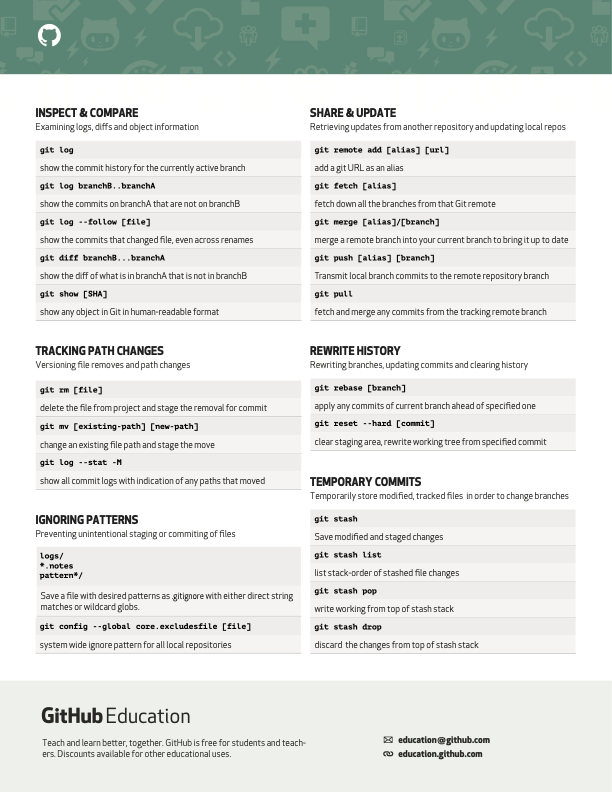 INSPECT & COMPARE
Examining logs, diffs and object information
git log
show the commit history for the currently active branch
git log branchB..branchA
show the commits on branchA that are not on branchB
git log --follow [file]
show the commits that changed file, even across renames
git diff branchB...branchA
show the diff of what is in branchA that is not in branchB
git show [SHA]
show any object in Git in human-readable format
TRACKING PATH CHANGES
Versioning file removes and path changes
git rm [file]
delete the file from project and stage the removal for commit
git mv [existing-path] [new-path]
change an existing file path and stage the move
git log --stat -M
show all commit logs with indication of any paths that moved
IGNORING PATTERNS
Preventing unintentional staging or commiting of files
logs/
*.notes
pattern*/
Save a file with desired patterns as .gitignore with either direct string
matches or wildcard globs.
git config --global core.excludesfile [file]
system wide ignore pattern for all local repositories
SHARE & UPDATE
Retrieving updates from another repository and updating local repos
git remote add [alias] [url]
add a git URL as an alias
git fetch [alias]
fetch down all the branches from that Git remote
git merge [alias]/[branch]
merge a remote branch into your current branch to bring it up to date
git push [alias] [branch]
Transmit local branch commits to the remote repository branch
git pull
fetch and merge any commits from the tracking remote branch
REWRITE HISTORY
Rewriting branches, updating commits and clearing history
git rebase [branch]
apply any commits of current branch ahead of specified one
git reset --hard [commit]
clear staging area, rewrite working tree from specified commit
TEMPORARY COMMITS
Temporarily store modified, tracked files in order to change branches
git stash
Save modified and staged changes
git stash list
list stack-order of stashed file changes
git stash pop
write working from top of stash stack
git stash drop
discard the changes from top of stash stack
GitHub Education
Teach and learn better, together. GitHub is free for students and teach-
ers. Discounts available for other educational uses.
education@github.com
education.github.com